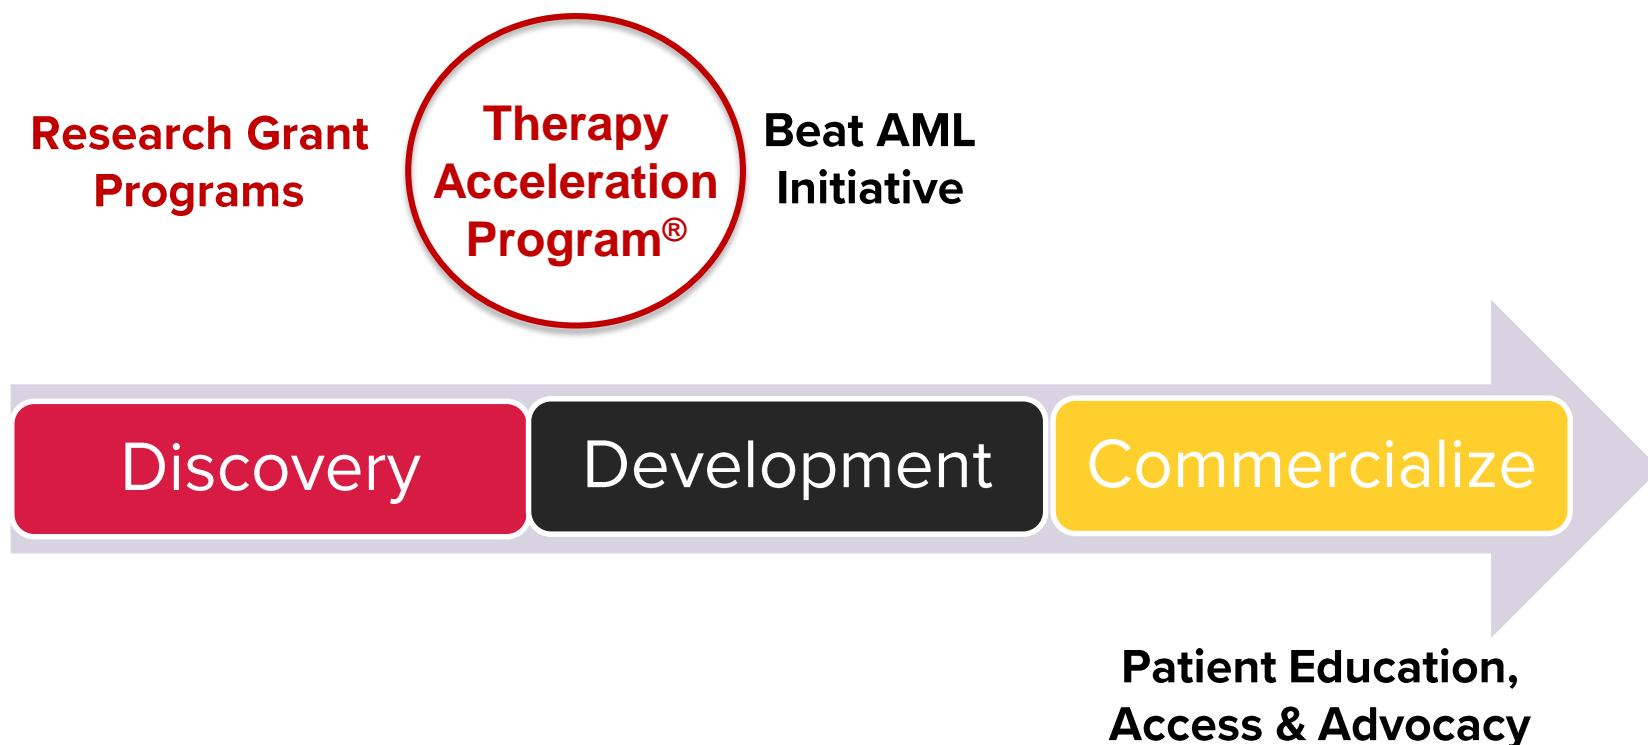 Research Grant
Programs
Therapy
Acceleration
Program®
Beat AML
Initiative
Discovery
Development
Commercialize
Patient Education,
Access & Advocacy